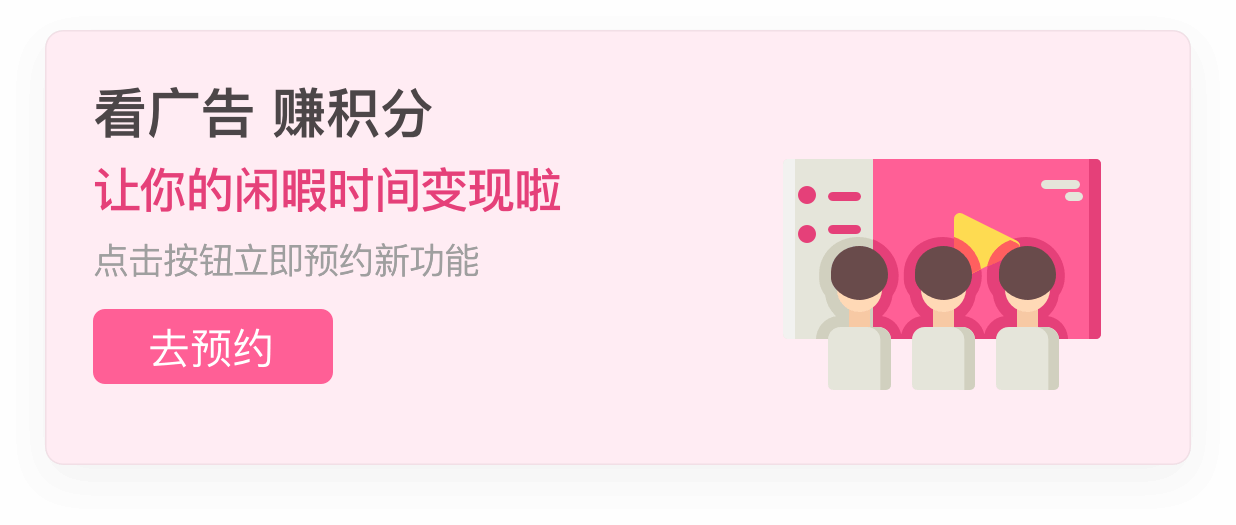 看广告 赚积分
让你的闲暇时间变现啦
点击按钮立即预约新功能
去预约